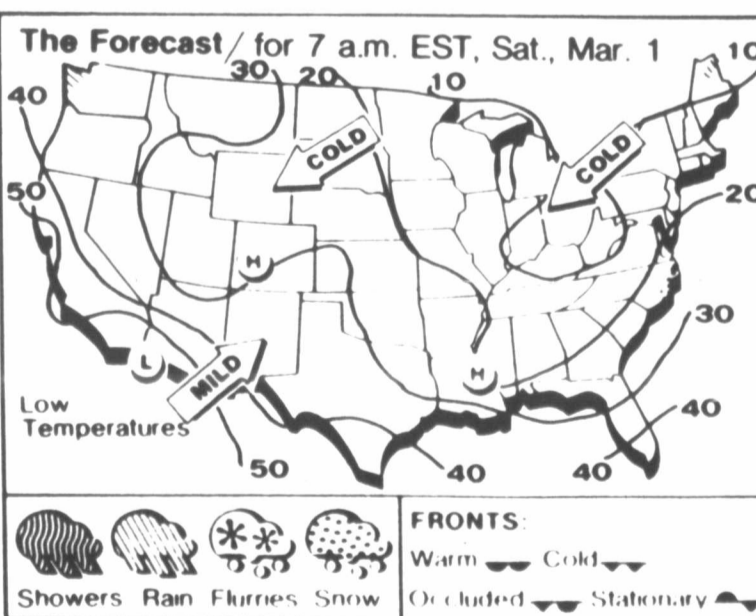 The Forecast / for 7 a.m. EST, Sat., Mar. 1
30 20 10 10
40
COLD COLD
50
20
H
30
L MILD H
Low
Temperatures
40
50 40 40
FRONTS:
Warm Cold
Showers Rain Flurries Snow
Occluded Stationary